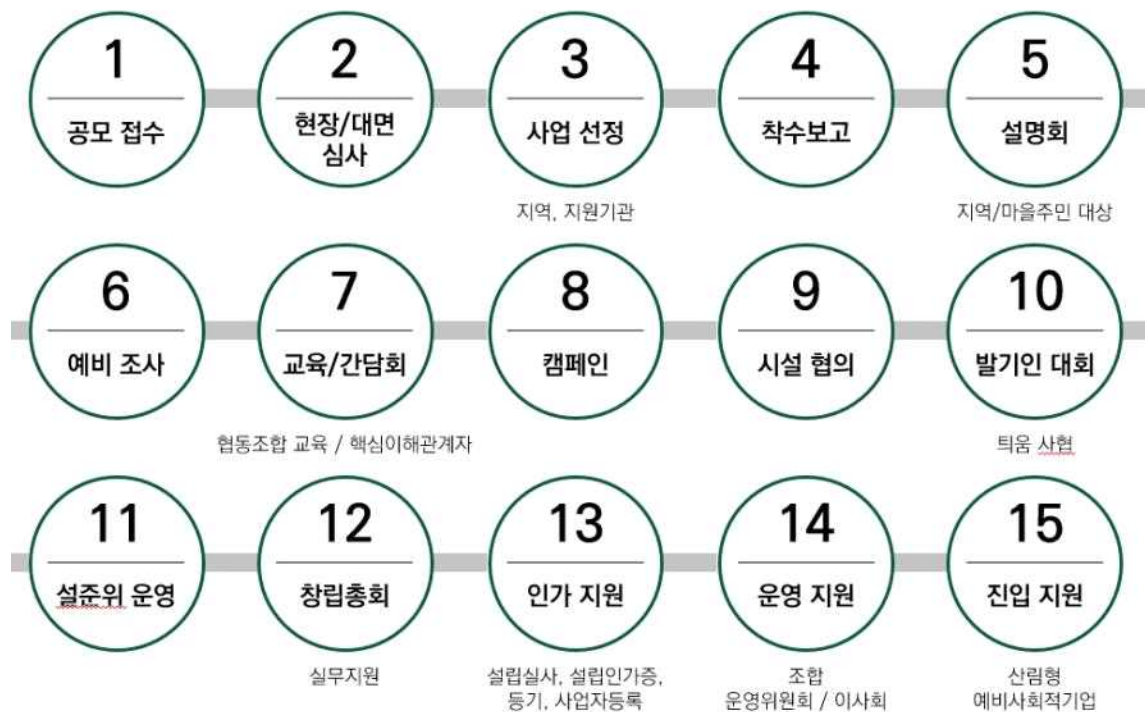 1
공모 접수
2
현장/대면
심사
3
사업 선정
지역, 지원기관
4
착수보고
5
설명회
지역/마을주민 대상
6
예비 조사
7
교육/간담회
협동조합 교육 / 핵심이해관계자
8
캠페인
9
시설 협의
10
발기인 대회
틔움 사협
11
설준위 운영
12
창립총회
실무지원
13
인가 지원
설립실사, 설립인가증,
등기, 사업자등록
14
운영 지원
조합
운영위원회 / 이사회
15
진입 지원
산림형
예비사회적기업